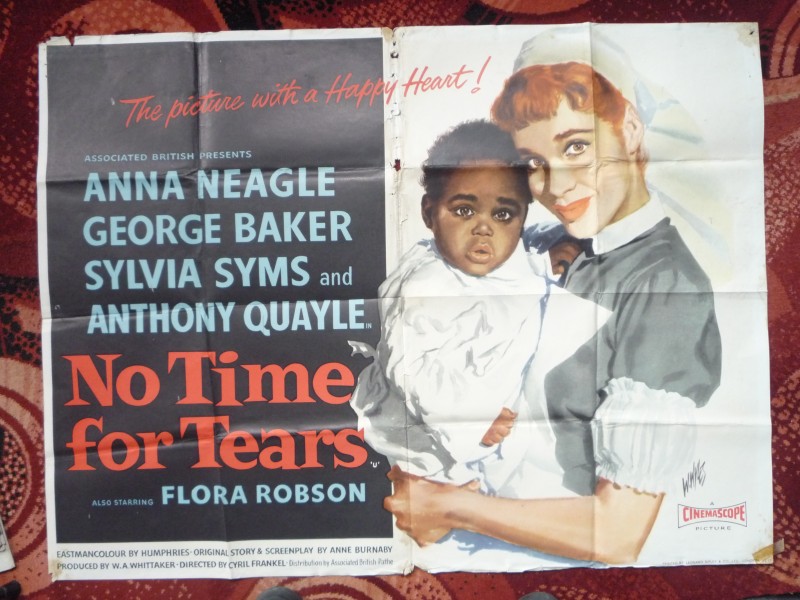 The picture with a Happy Heart!
ASSOCIATED BRITISH PRESENTS
ANNA NEAGLE
GEORGE BAKER
SYLVIA SYMS and
ANTHONY QUAYLE IN
No Time
for Tears 'U'
ALSO STARRING FLORA ROBSON
EASTMANCOLOUR BY HUMPHRIES · ORIGINAL STORY & SCREENPLAY BY ANNE BURNABY
PRODUCED BY W.A. WHITTAKER · DIRECTED BY CYRIL FRANKEL · Distribution by Associated British-Pathe
A
CINEMASCOPE
PICTURE